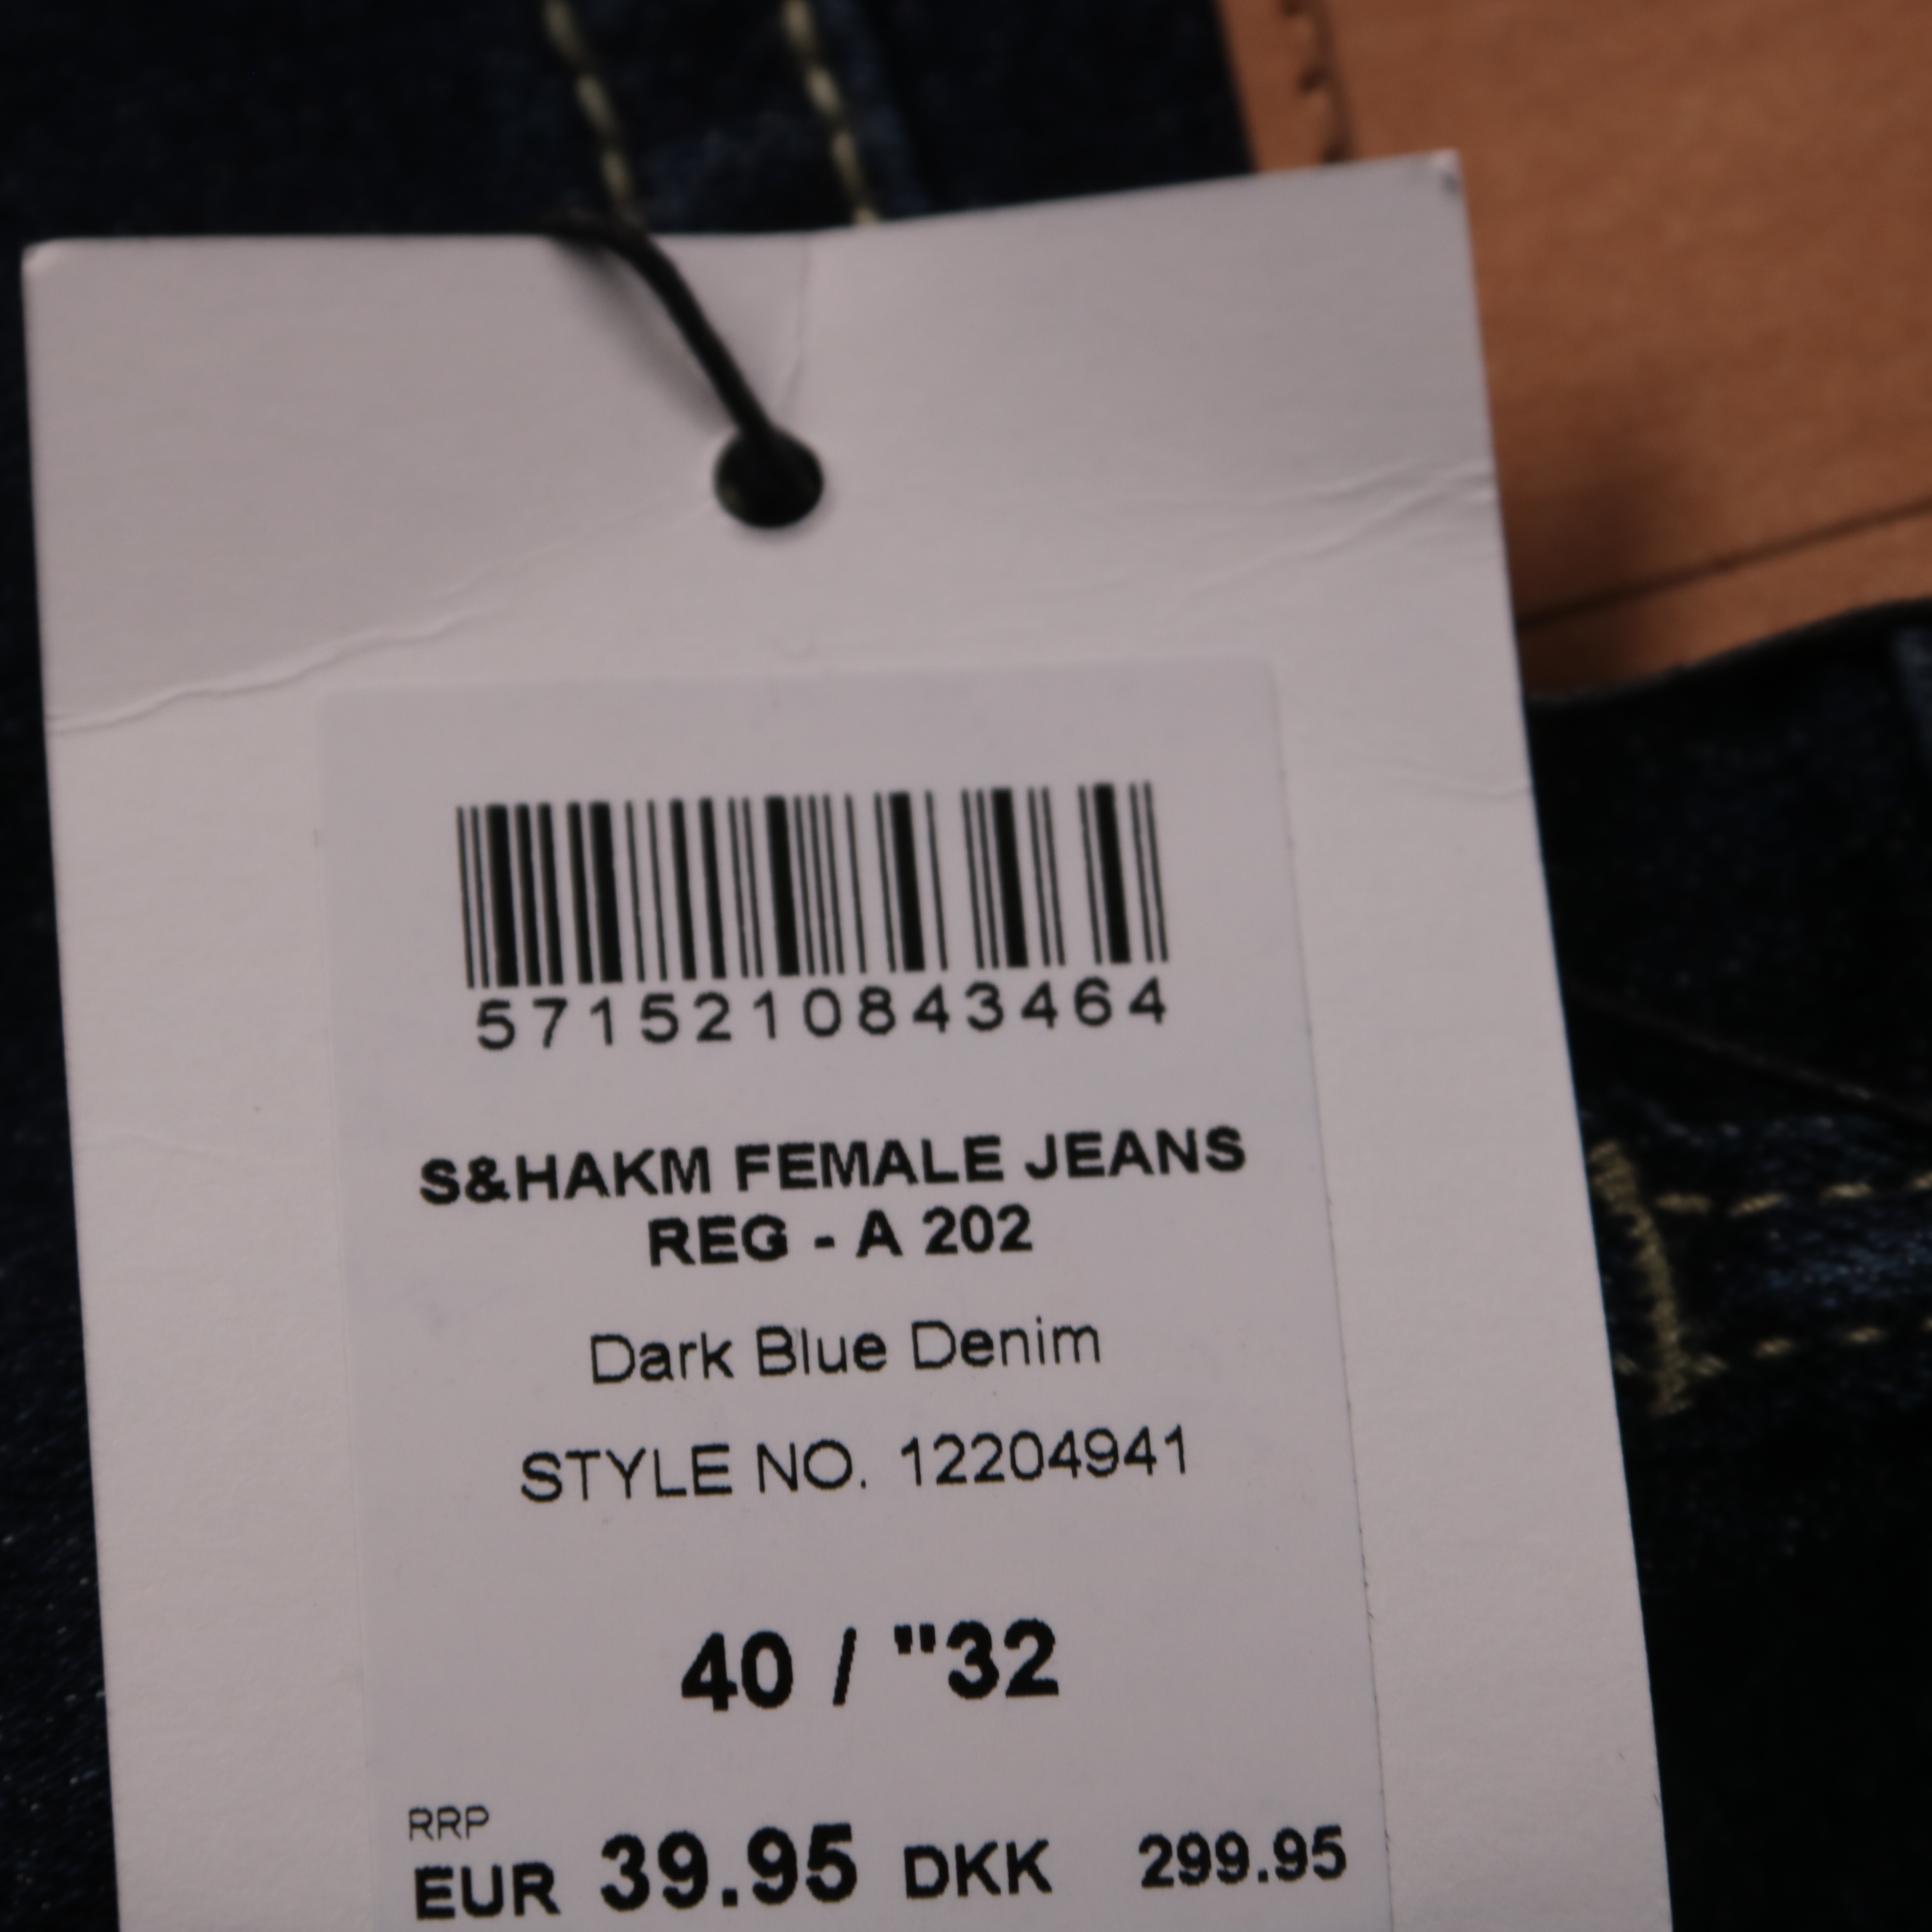 5715210843464
S&HAKM FEMALE JEANS
REG - A 202
Dark Blue Denim
STYLE NO. 12204941
40 / "32
RRP
EUR 39.95 DKK 299.95